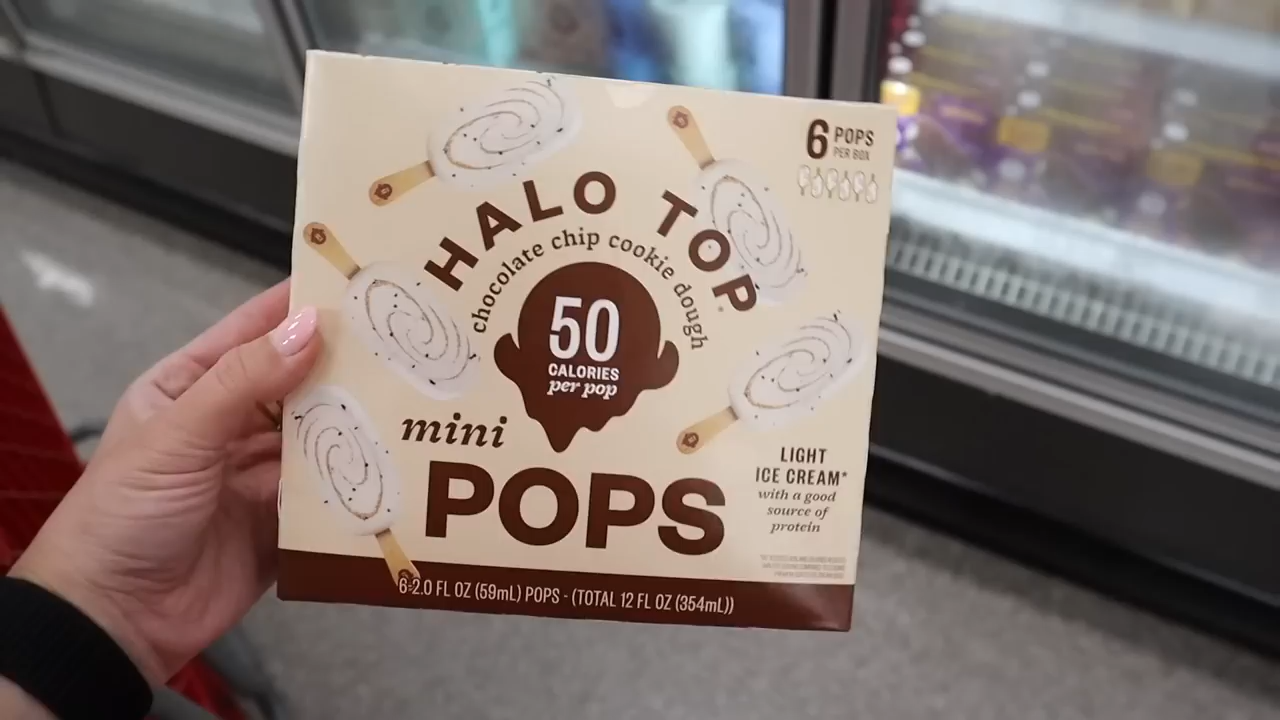 6 POPS
PER BOX
HALO TOP
chocolate chip cookie dough
50
CALORIES
per pop
mini
POPS
LIGHT
ICE CREAM*
with a good
source of
protein
6-2.0 FL OZ (59mL) POPS - (TOTAL 12 FL OZ (354mL))